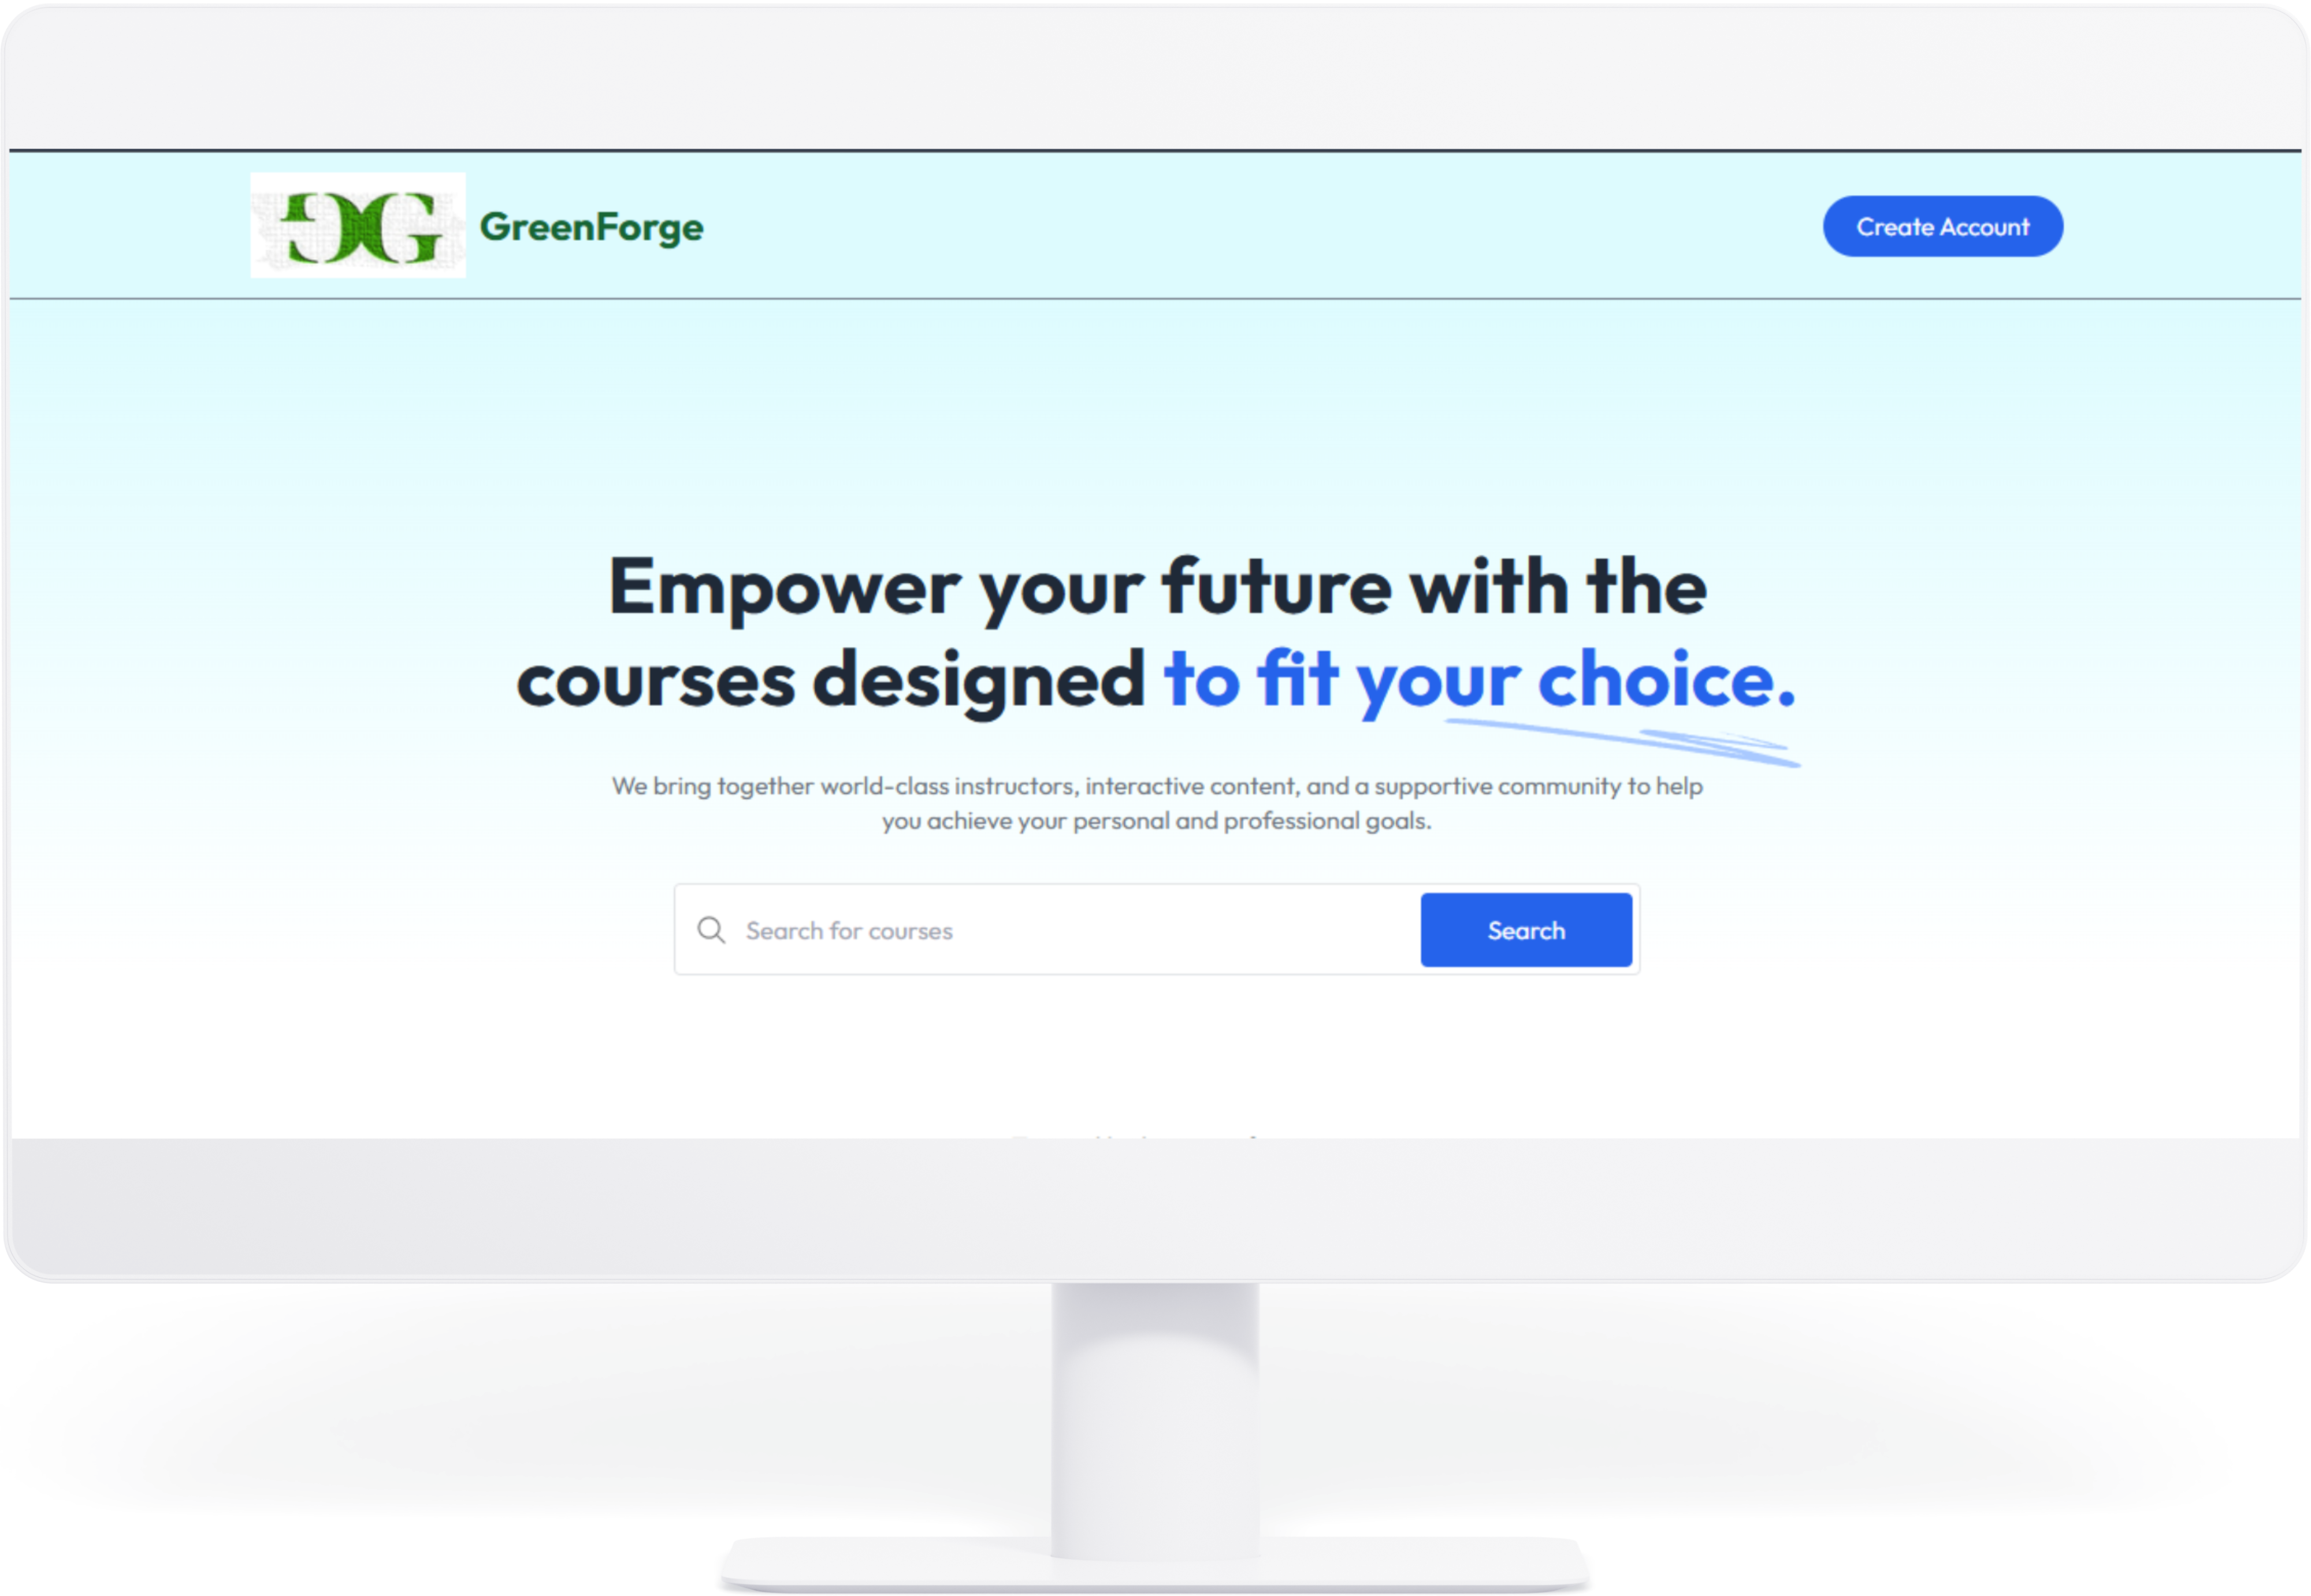 GG GreenForge
Create Account
Empower your future with the
courses designed to fit your choice.
We bring together world-class instructors, interactive content, and a supportive community to help
you achieve your personal and professional goals.
Search for courses
Search